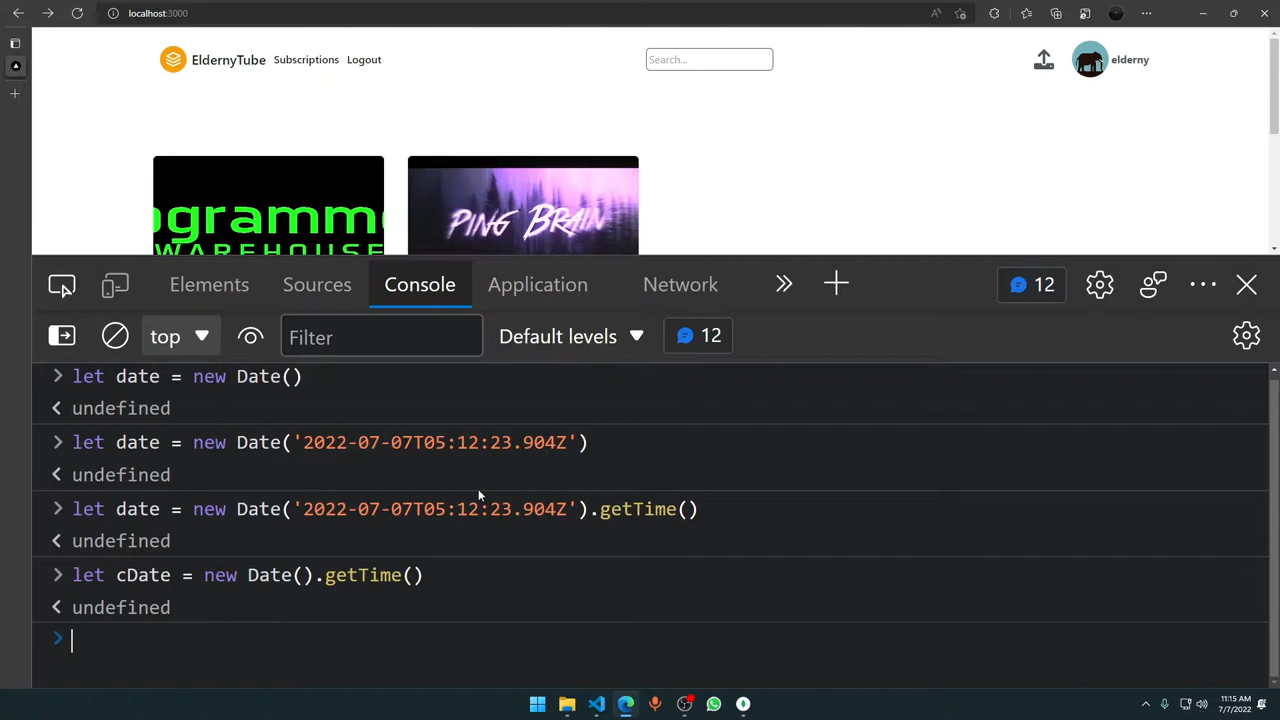 localhost:3000
EldernyTube Subscriptions Logout
Search...
elderny
ogramme
WAREHOUSE
PING BRAIN
Elements Sources Console Application Network 12
top Filter Default levels 12
let date = new Date()
undefined
let date = new Date('2022-07-07T05:12:23.904Z')
undefined
let date = new Date('2022-07-07T05:12:23.904Z').getTime()
undefined
let cDate = new Date().getTime()
undefined
11:15 AM
7/7/2022